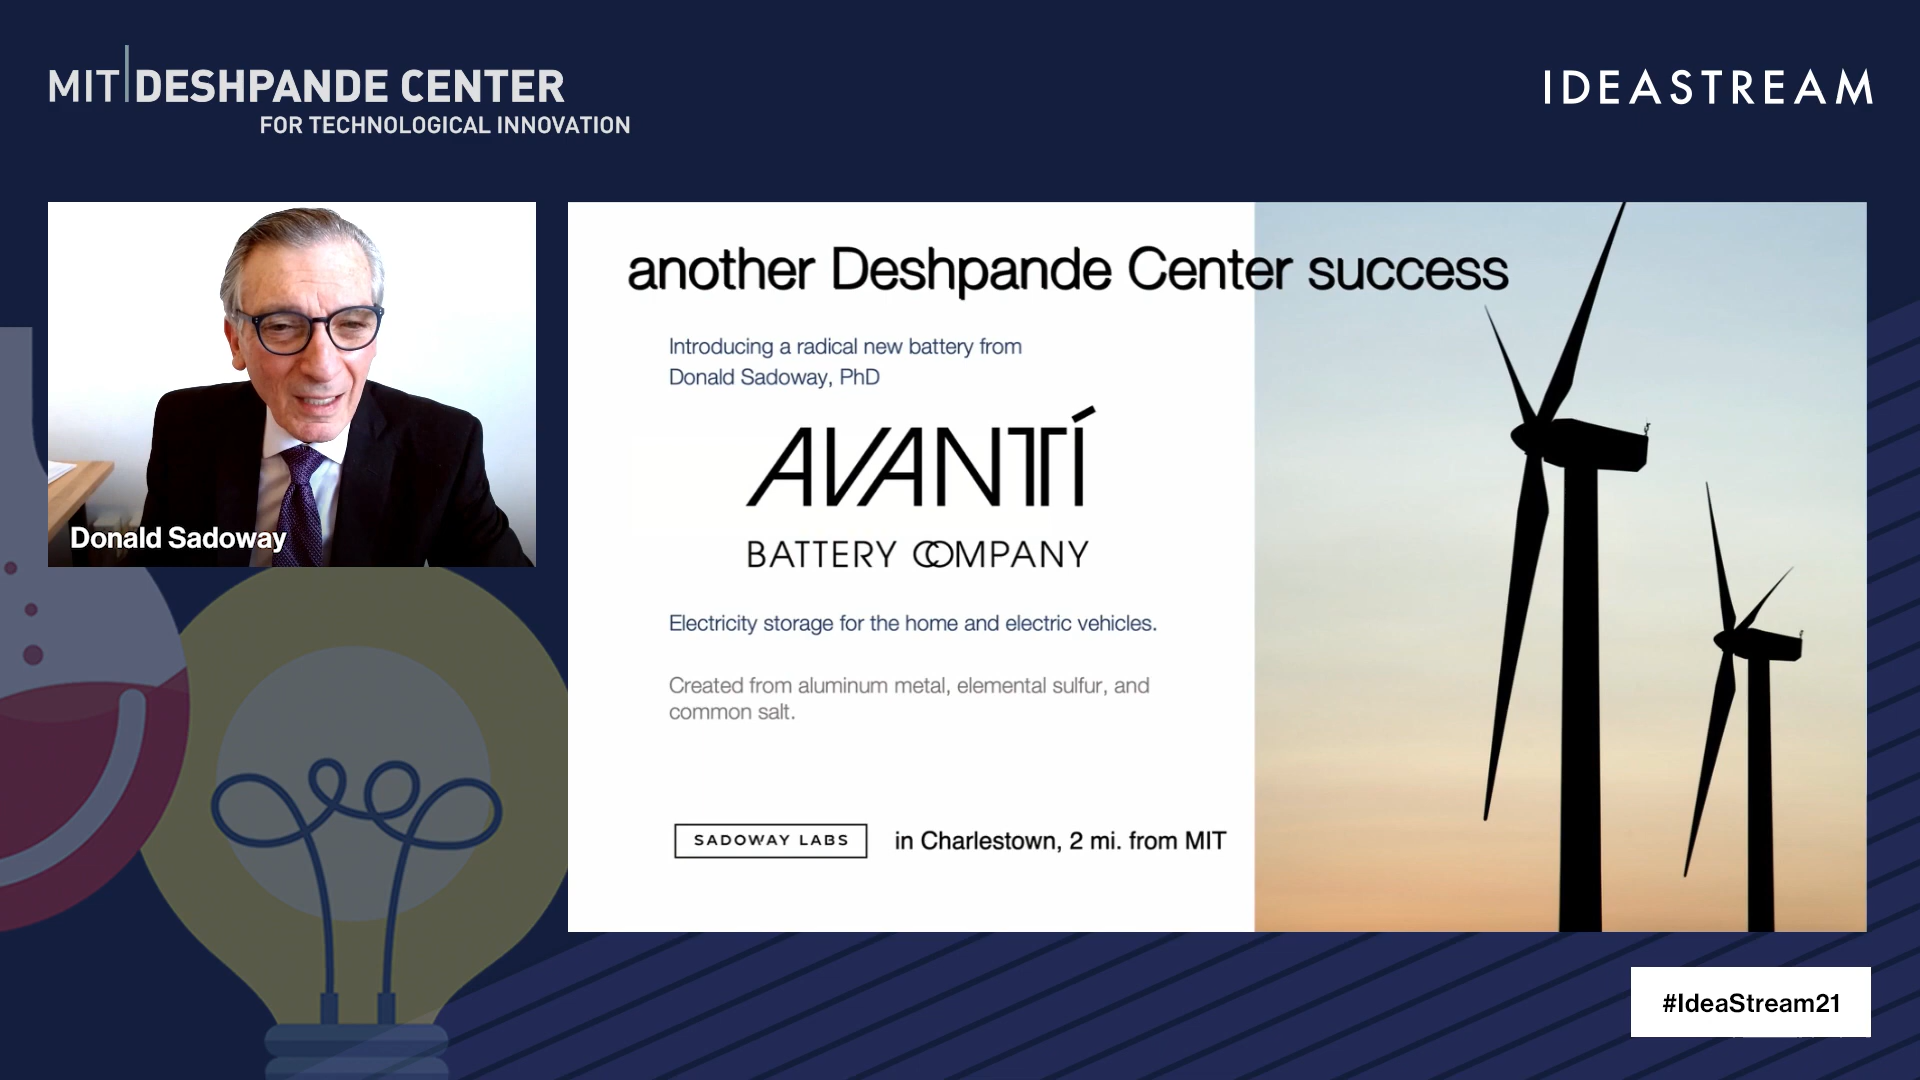 MIT DESHPANDE CENTER
FOR TECHNOLOGICAL INNOVATION
IDEASTREAM
Donald Sadoway
another Deshpande Center success
Introducing a radical new battery from
Donald Sadoway, PhD
AVANTÍ
BATTERY COMPANY
Electricity storage for the home and electric vehicles.
Created from aluminum metal, elemental sulfur, and
common salt.
SADOWAY LABS
in Charlestown, 2 mi. from MIT
#IdeaStream21